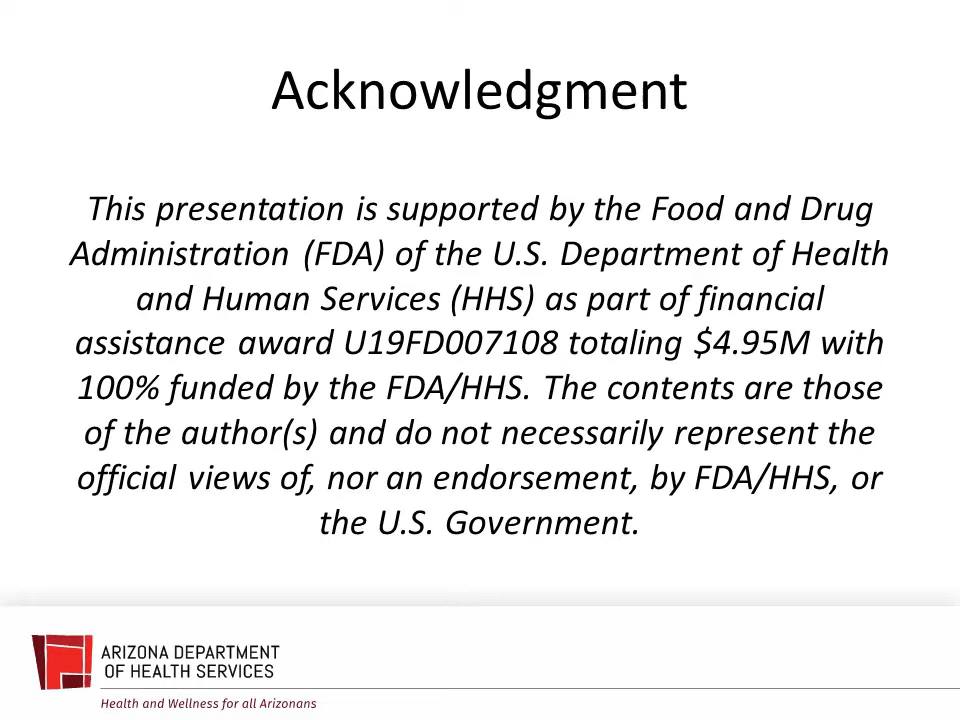 Acknowledgment
This presentation is supported by the Food and Drug
Administration (FDA) of the U.S. Department of Health
and Human Services (HHS) as part of financial
assistance award U19FD007108 totaling $4.95M with
100% funded by the FDA/HHS. The contents are those
of the author(s) and do not necessarily represent the
official views of, nor an endorsement, by FDA/HHS, or
the U.S. Government.
ARIZONA DEPARTMENT
OF HEALTH SERVICES
Health and Wellness for all Arizonans